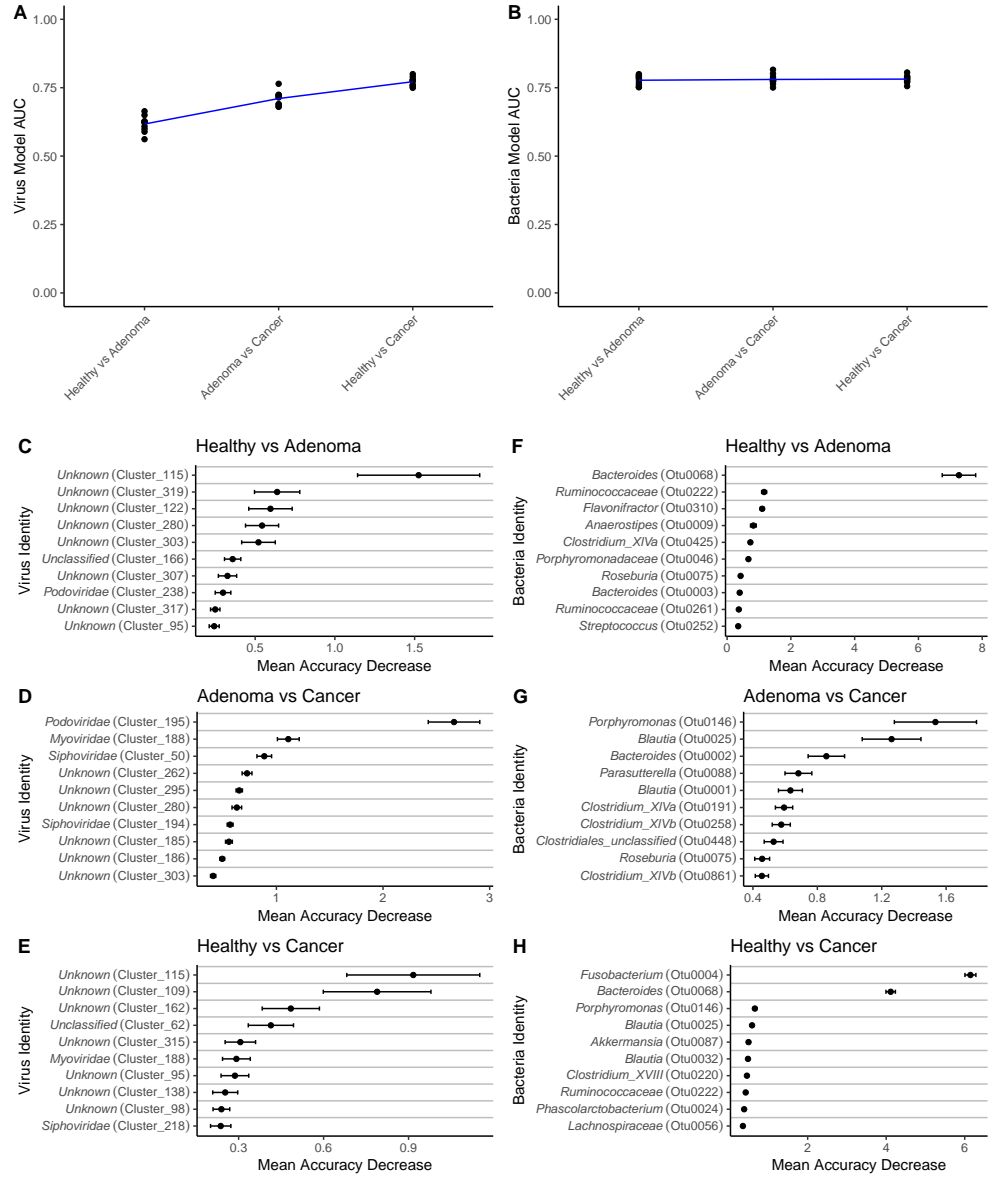 A
1.00
0.75
0.50
0.25
0.00
Virus Model AUC
Healthy vs Adenoma
Adenoma vs Cancer
Healthy vs Cancer
B
1.00
0.75
0.50
0.25
0.00
Bacteria Model AUC
Healthy vs Adenoma
Adenoma vs Cancer
Healthy vs Cancer
C
Healthy vs Adenoma
Virus Identity
Unknown (Cluster_115)
Unknown (Cluster_319)
Unknown (Cluster_122)
Unknown (Cluster_280)
Unknown (Cluster_303)
Unclassified (Cluster_166)
Unknown (Cluster_307)
Podoviridae (Cluster_238)
Unknown (Cluster_317)
Unknown (Cluster_95)
0.5 1.0 1.5
Mean Accuracy Decrease
D
Adenoma vs Cancer
Virus Identity
Podoviridae (Cluster_195)
Myoviridae (Cluster_188)
Siphoviridae (Cluster_50)
Unknown (Cluster_262)
Unknown (Cluster_295)
Unknown (Cluster_280)
Siphoviridae (Cluster_194)
Unknown (Cluster_185)
Unknown (Cluster_186)
Unknown (Cluster_303)
1 2 3
Mean Accuracy Decrease
E
Healthy vs Cancer
Virus Identity
Unknown (Cluster_115)
Unknown (Cluster_109)
Unknown (Cluster_162)
Unclassified (Cluster_62)
Unknown (Cluster_315)
Myoviridae (Cluster_188)
Unknown (Cluster_95)
Unknown (Cluster_138)
Unknown (Cluster_98)
Siphoviridae (Cluster_218)
0.3 0.6 0.9
Mean Accuracy Decrease
F
Healthy vs Adenoma
Bacteria Identity
Bacteroides (Otu0068)
Ruminococcaceae (Otu0222)
Flavonifractor (Otu0310)
Anaerostipes (Otu0009)
Clostridium_XIVa (Otu0425)
Porphyromonadaceae (Otu0046)
Roseburia (Otu0075)
Bacteroides (Otu0003)
Ruminococcaceae (Otu0261)
Streptococcus (Otu0252)
0 2 4 6 8
Mean Accuracy Decrease
G
Adenoma vs Cancer
Bacteria Identity
Porphyromonas (Otu0146)
Blautia (Otu0025)
Bacteroides (Otu0002)
Parasutterella (Otu0088)
Blautia (Otu0001)
Clostridium_XIVa (Otu0191)
Clostridium_XIVb (Otu0258)
Clostridiales_unclassified (Otu0448)
Roseburia (Otu0075)
Clostridium_XIVb (Otu0861)
0.4 0.8 1.2 1.6
Mean Accuracy Decrease
H
Healthy vs Cancer
Bacteria Identity
Fusobacterium (Otu0004)
Bacteroides (Otu0068)
Porphyromonas (Otu0146)
Blautia (Otu0025)
Akkermansia (Otu0087)
Blautia (Otu0032)
Clostridium_XVIII (Otu0220)
Ruminococcaceae (Otu0222)
Phascolarctobacterium (Otu0024)
Lachnospiraceae (Otu0056)
2 4 6
Mean Accuracy Decrease